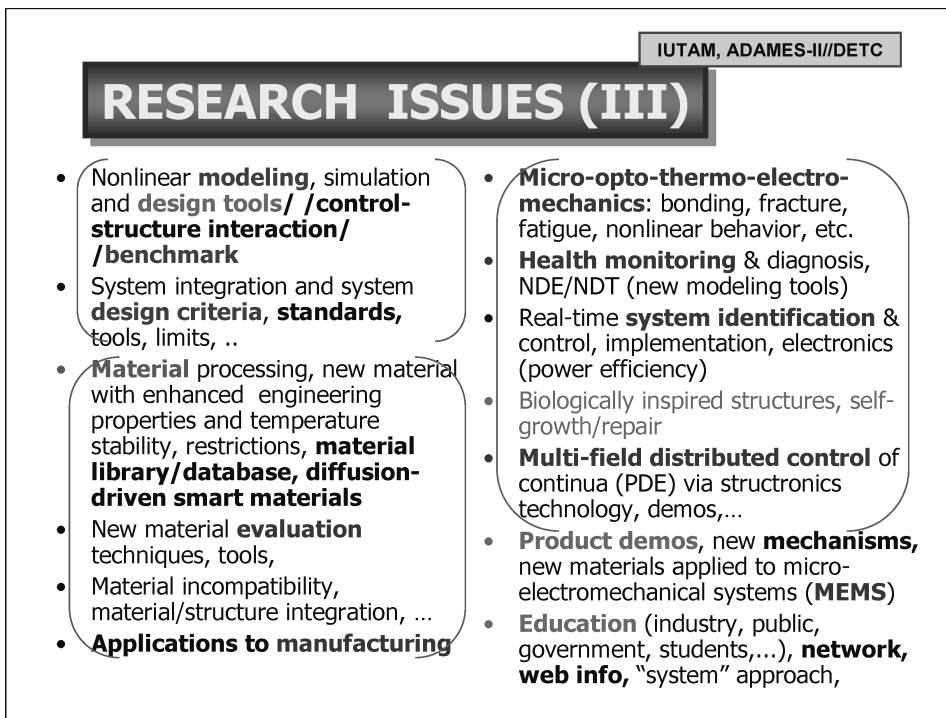 IUTAM, ADAMES-II//DETC
RESEARCH ISSUES (III)
• Nonlinear modeling, simulation
and design tools/ /control-
structure interaction/
/benchmark
• System integration and system
design criteria, standards,
tools, limits, ..
• Material processing, new material
with enhanced engineering
properties and temperature
stability, restrictions, material
library/database, diffusion-
driven smart materials
• New material evaluation
techniques, tools,
• Material incompatibility,
material/structure integration, ...
• Applications to manufacturing
• Micro-opto-thermo-electro-
mechanics: bonding, fracture,
fatigue, nonlinear behavior, etc.
• Health monitoring & diagnosis,
NDE/NDT (new modeling tools)
• Real-time system identification &
control, implementation, electronics
(power efficiency)
• Biologically inspired structures, self-
growth/repair
• Multi-field distributed control of
continua (PDE) via structronics
technology, demos,...
• Product demos, new mechanisms,
new materials applied to micro-
electromechanical systems (MEMS)
• Education (industry, public,
government, students,...), network,
web info, "system" approach,